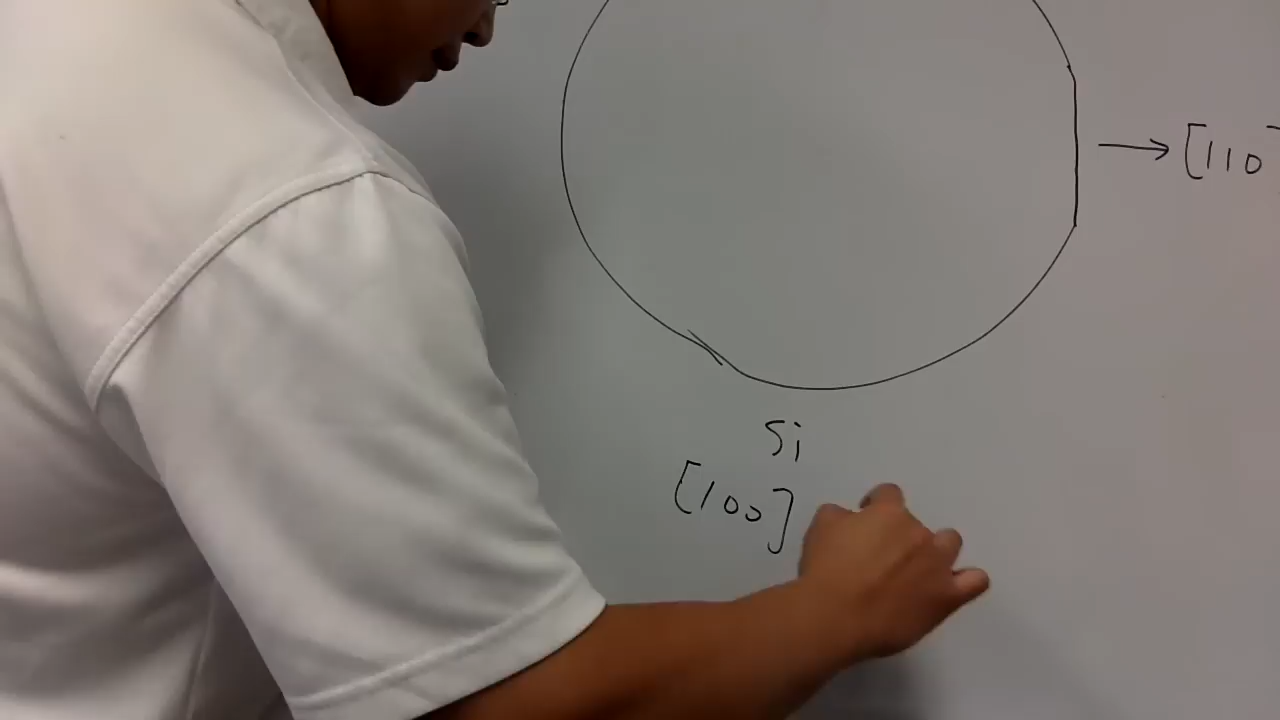 → [110]
Si
[100]